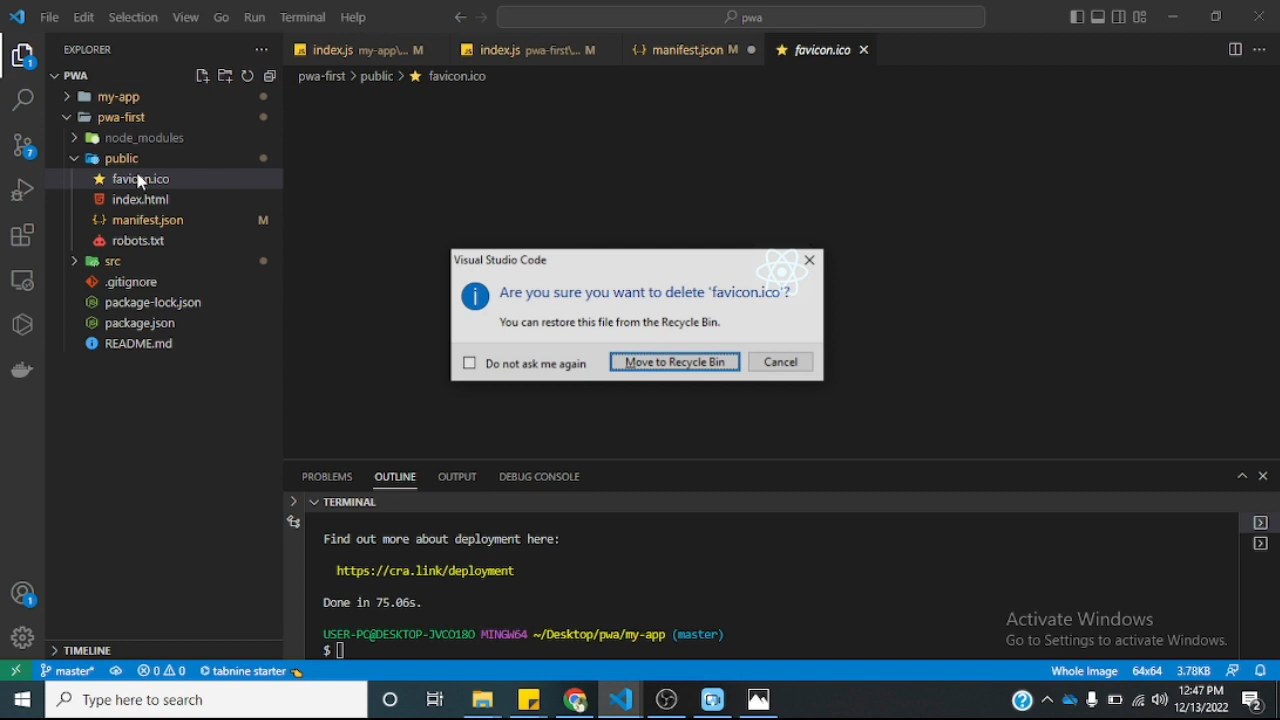 File Edit Selection View Go Run Terminal Help
pwa
EXPLORER
index.js my-app\... M
index.js pwa-first\... M
{} manifest.json M
favicon.ico
PWA
pwa-first > public > favicon.ico
my-app
pwa-first
node_modules
public
favicon.ico
index.html
{} manifest.json M
robots.txt
src
.gitignore
package-lock.json
package.json
README.md
Visual Studio Code
Are you sure you want to delete 'favicon.ico'?
You can restore this file from the Recycle Bin.
Do not ask me again
Move to Recycle Bin
Cancel
PROBLEMS OUTLINE OUTPUT DEBUG CONSOLE
TERMINAL
Find out more about deployment here:
https://cra.link/deployment
Done in 75.06s.
USER-PC@DESKTOP-JVCO18O MINGW64 ~/Desktop/pwa/my-app (master)
$
Activate Windows
Go to Settings to activate Windows.
TIMELINE
1
7
1
master* 0 0 tabnine starter
Whole Image 64x64 3.78KB
Type here to search
12:47 PM
12/13/2022
2